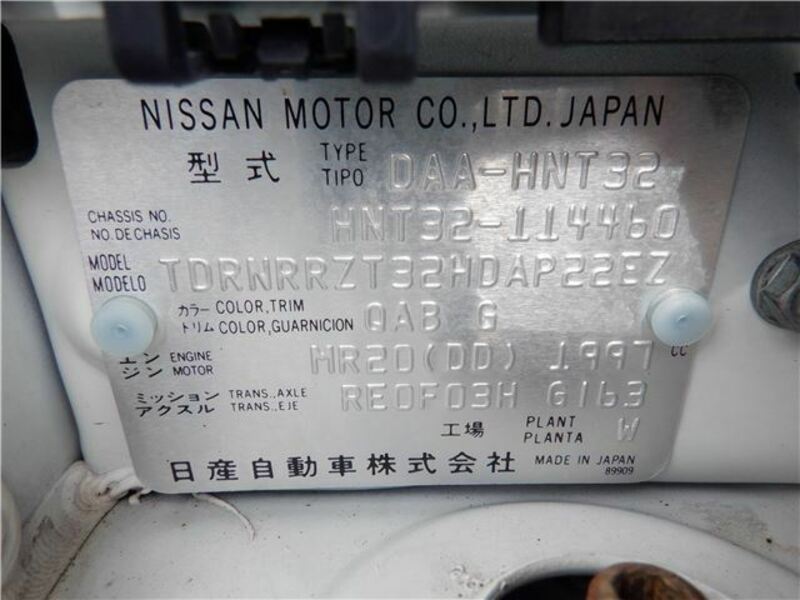 NISSAN MOTOR CO.,LTD. JAPAN
型式 TYPE TIPO DAA-HNT32
CHASSIS NO. NO. DE CHASIS HNT32-114460
MODEL MODELO TDRNRRZT32HDAP22EZ
カラー COLOR,TRIM トリム COLOR,GUARNICION QAB G
エンジン ENGINE MOTOR MR20(DD) 1997 CC
ミッション TRANS.,AXLE アクスル TRANS.,EJE RE0F03H G163
工場 PLANT PLANTA W
日産自動車株式会社 MADE IN JAPAN
89909